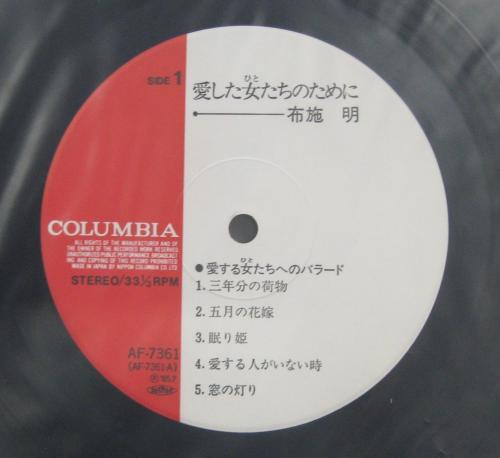 SIDE 1
愛した女たちのために
ひと
布施 明
COLUMBIA
ALL RIGHTS OF THE MANUFACTURER AND OF
THE OWNER OF THE RECORDED WORK RESERVED
UNAUTHORIZED PUBLIC PERFORMANCE BROADCAST
ING AND COPYING OF THIS RECORD PROHIBITED
MADE IN JAPAN BY NIPPON COLUMBIA CO LTD
STEREO/33⅓RPM
AF-7361
(AF-7361-A)
●愛する女たちへのバラード
ひと
1. 三年分の荷物
2. 五月の花嫁
3. 眠り姫
4. 愛する人がいない時
5. 窓の灯り